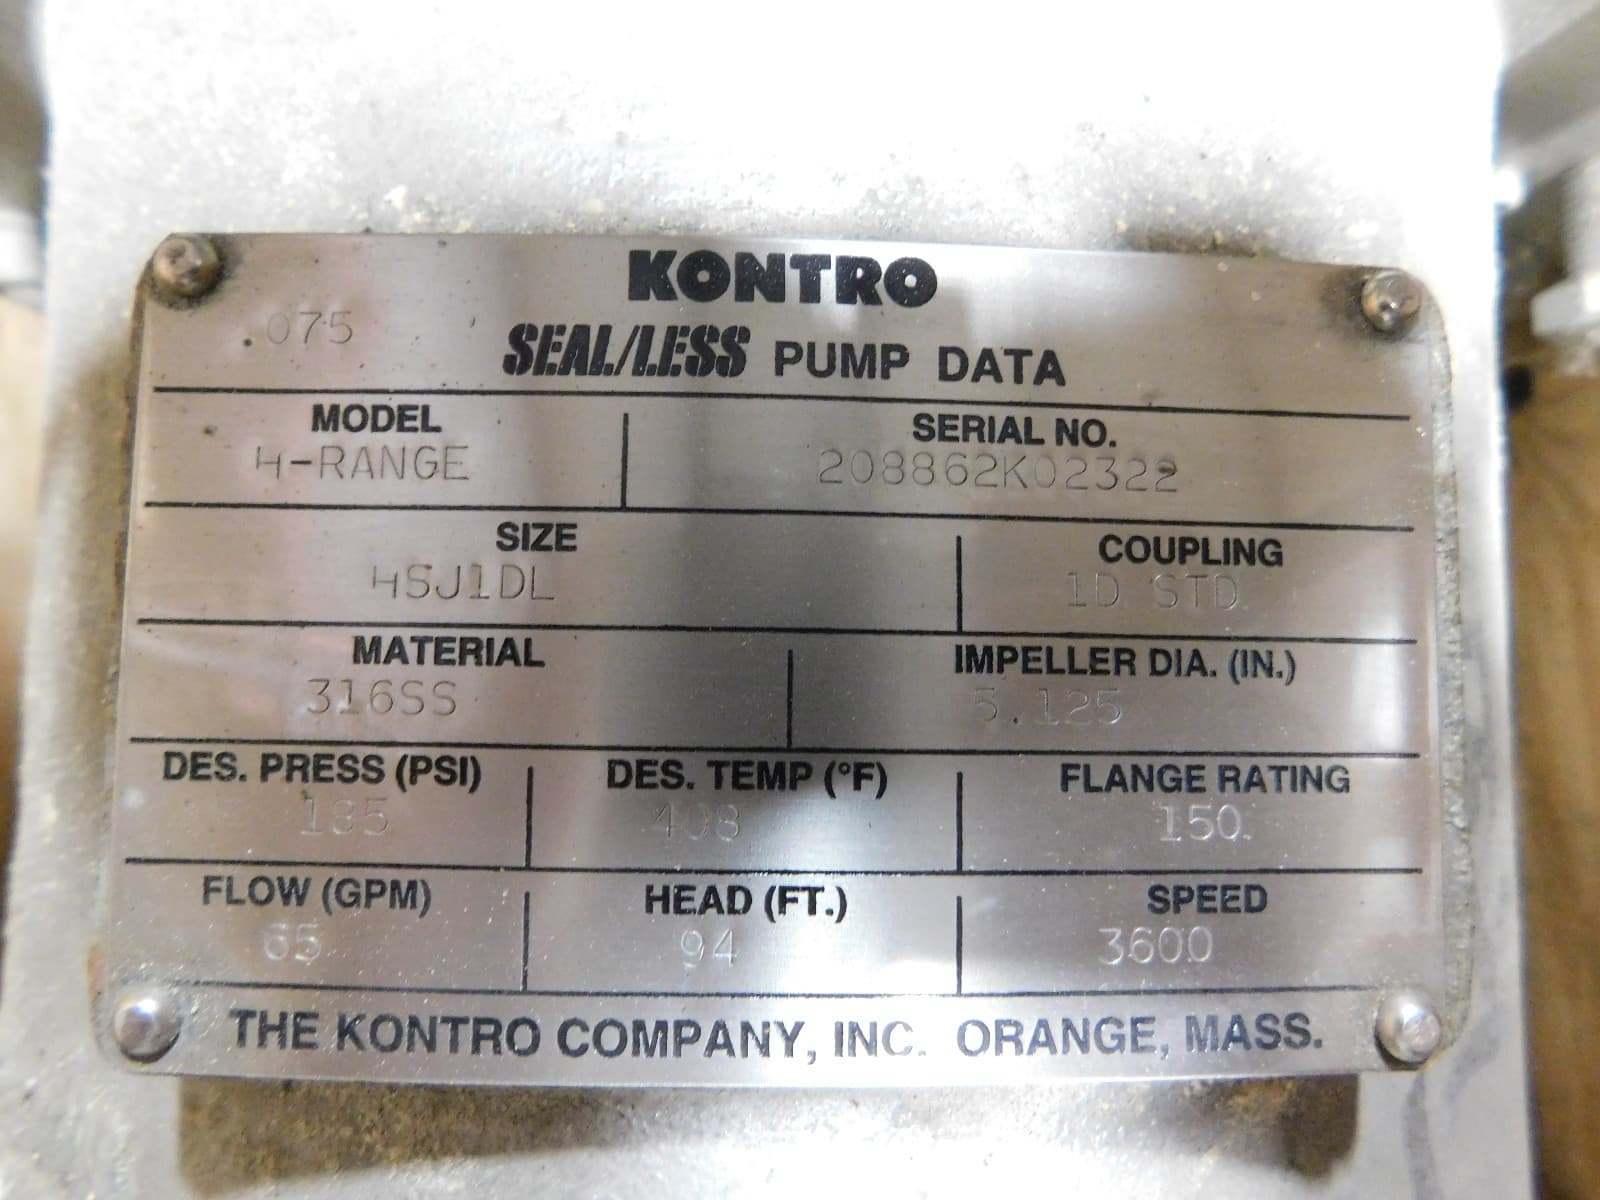 KONTRO
.075
SEAL/LESS PUMP DATA
MODEL SERIAL NO.
H-RANGE 208862K02322
SIZE COUPLING
HSJ1DL 1D STD
MATERIAL IMPELLER DIA. (IN.)
316SS 5.125
DES. PRESS (PSI) DES. TEMP (°F) FLANGE RATING
408 150.
FLOW (GPM) HEAD (FT.) SPEED
65 94 3600
THE KONTRO COMPANY, INC. ORANGE, MASS.